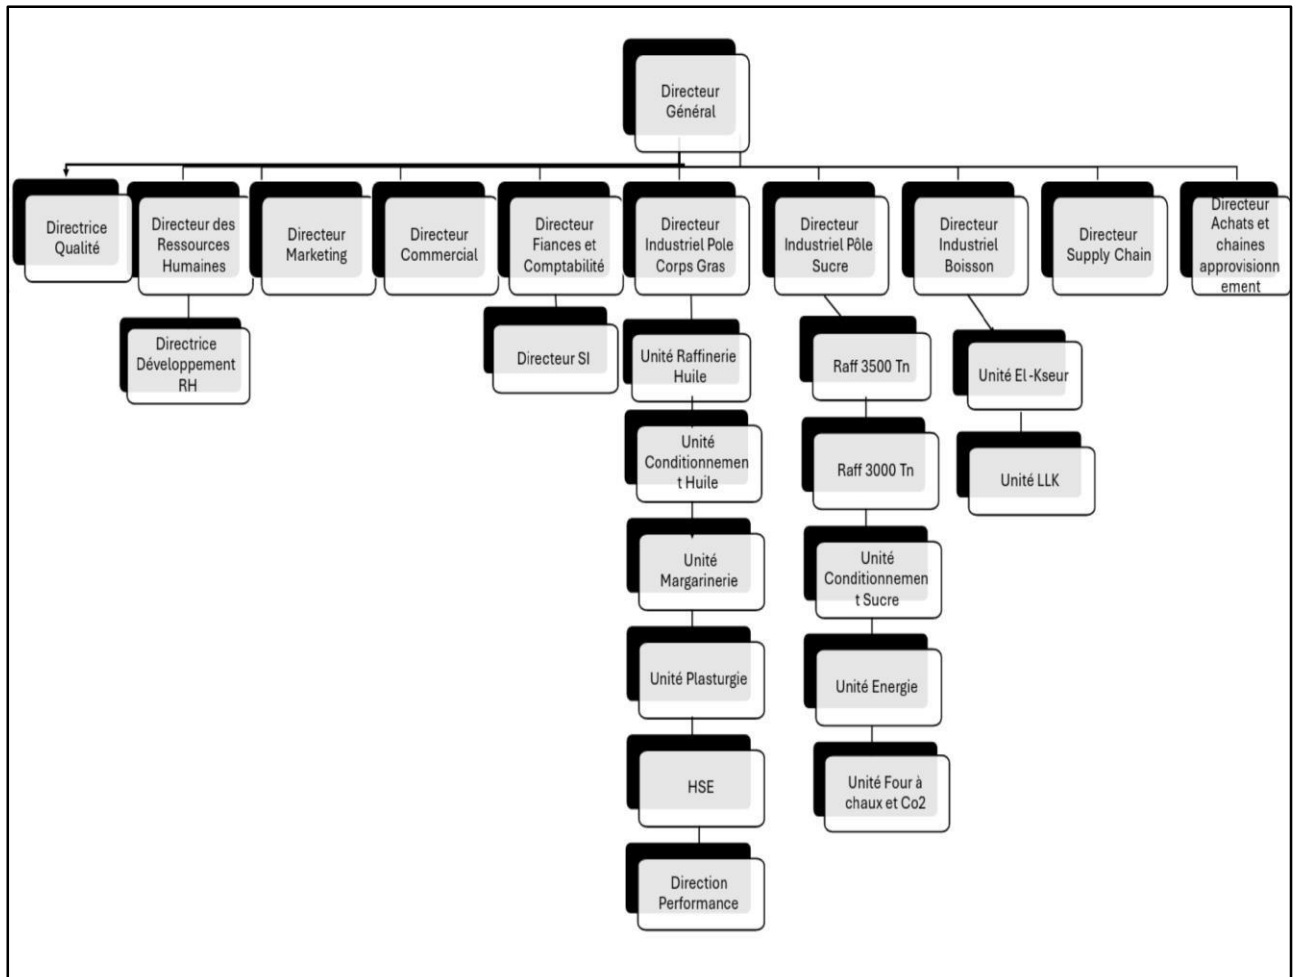 Directeur
Général
Directrice
Qualité
Directeur des
Ressources
Humaines
Directeur
Marketing
Directeur
Commercial
Directeur
Fiances et
Comptabilité
Directeur
Industriel Pole
Corps Gras
Directeur
Industriel Pôle
Sucre
Directeur
Industriel
Boisson
Directeur
Supply Chain
Directeur
Achats et
chaines
approvisionn
ement
Directrice
Développement
RH
Directeur SI
Unité Raffinerie
Huile
Unité
Conditionnemen
t Huile
Unité
Margarinerie
Unité Plasturgie
HSE
Direction
Performance
Raff 3500 Tn
Raff 3000 Tn
Unité
Conditionnemen
t Sucre
Unité Energie
Unité Four à
chaux et Co2
Unité El -Kseur
Unité LLK